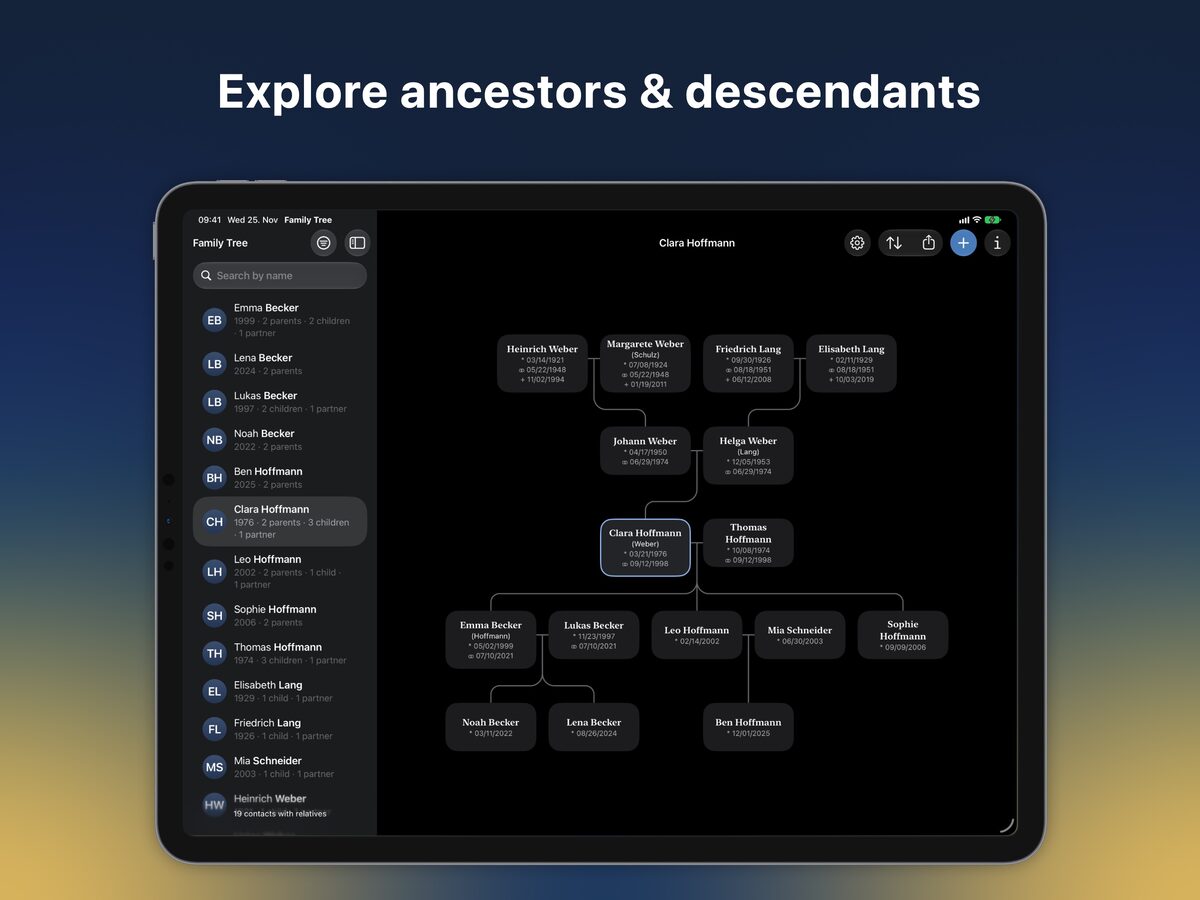 Explore ancestors & descendants
09:41 Wed 25. Nov Family Tree
Family Tree
Search by name
EB
Emma Becker
1999 · 2 parents · 2 children
· 1 partner
LB
Lena Becker
2024 · 2 parents
LB
Lukas Becker
1997 · 2 children · 1 partner
NB
Noah Becker
2022 · 2 parents
BH
Ben Hoffmann
2025 · 2 parents
CH
Clara Hoffmann
1976 · 2 parents · 3 children
· 1 partner
LH
Leo Hoffmann
2002 · 2 parents · 1 child ·
1 partner
SH
Sophie Hoffmann
2006 · 2 parents
TH
Thomas Hoffmann
1974 · 3 children · 1 partner
EL
Elisabeth Lang
1929 · 1 child · 1 partner
FL
Friedrich Lang
1926 · 1 child · 1 partner
MS
Mia Schneider
2003 · 1 child · 1 partner
HW
Heinrich Weber
19 contacts with relatives
Clara Hoffmann
Heinrich Weber
* 03/14/1921
⚭ 05/22/1948
+ 11/02/1994
Margarete Weber
(Schulz)
* 07/08/1924
⚭ 05/22/1948
+ 01/19/2011
Friedrich Lang
* 09/30/1926
⚭ 08/18/1951
+ 06/12/2008
Elisabeth Lang
* 02/11/1929
⚭ 08/18/1951
+ 10/03/2019
Johann Weber
* 04/17/1950
⚭ 06/29/1974
Helga Weber
(Lang)
* 12/05/1953
⚭ 06/29/1974
Clara Hoffmann
(Weber)
* 03/21/1976
⚭ 09/12/1998
Thomas
Hoffmann
* 10/08/1974
⚭ 09/12/1998
Emma Becker
(Hoffmann)
* 05/02/1999
⚭ 07/10/2021
Lukas Becker
* 11/23/1997
⚭ 07/10/2021
Leo Hoffmann
* 02/14/2002
Mia Schneider
* 06/30/2003
Sophie
Hoffmann
* 09/09/2006
Noah Becker
* 03/11/2022
Lena Becker
* 08/26/2024
Ben Hoffmann
* 12/01/2025